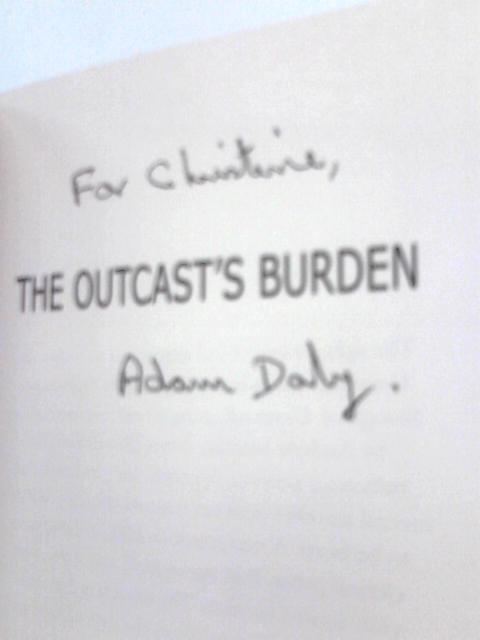 For Christine,
THE OUTCAST'S BURDEN
Adam Daly.